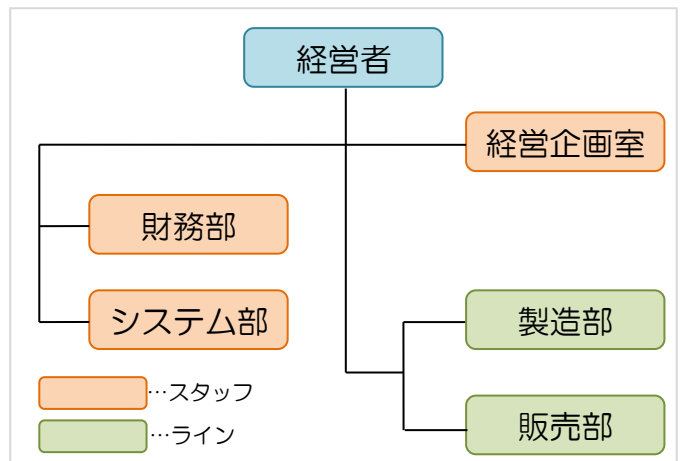 経営者
経営企画室
財務部
システム部
製造部
販売部
…スタッフ
…ライン